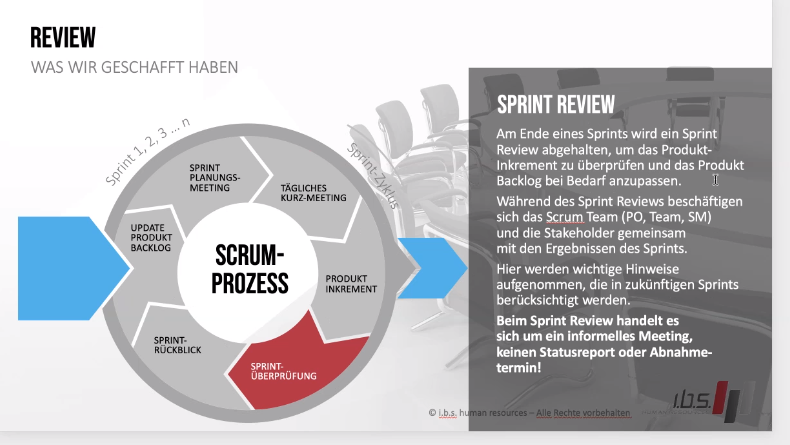 REVIEW
WAS WIR GESCHAFFT HABEN
Sprint 1, 2, 3 ... n
Sprint-Zyklus
SPRINT
PLANUNGS-
MEETING
TÄGLICHES
KURZ-MEETING
UPDATE
PRODUKT
BACKLOG
SCRUM-
PROZESS
PRODUKT
INKREMENT
SPRINT-
RÜCKBLICK
SPRINT-
ÜBERPRÜFUNG
SPRINT REVIEW
Am Ende eines Sprints wird ein Sprint
Review abgehalten, um das Produkt-
Inkrement zu überprüfen und das Produkt
Backlog bei Bedarf anzupassen.
Während des Sprint Reviews beschäftigen
sich das Scrum Team (PO, Team, SM)
und die Stakeholder gemeinsam
mit den Ergebnissen des Sprints.
Hier werden wichtige Hinweise
aufgenommen, die in zukünftigen Sprints
berücksichtigt werden.
Beim Sprint Review handelt es
sich um ein informelles Meeting,
keinen Statusreport oder Abnahme-
termin!
i.b.s.
© i.b.s. human resources – Alle Rechte vorbehalten